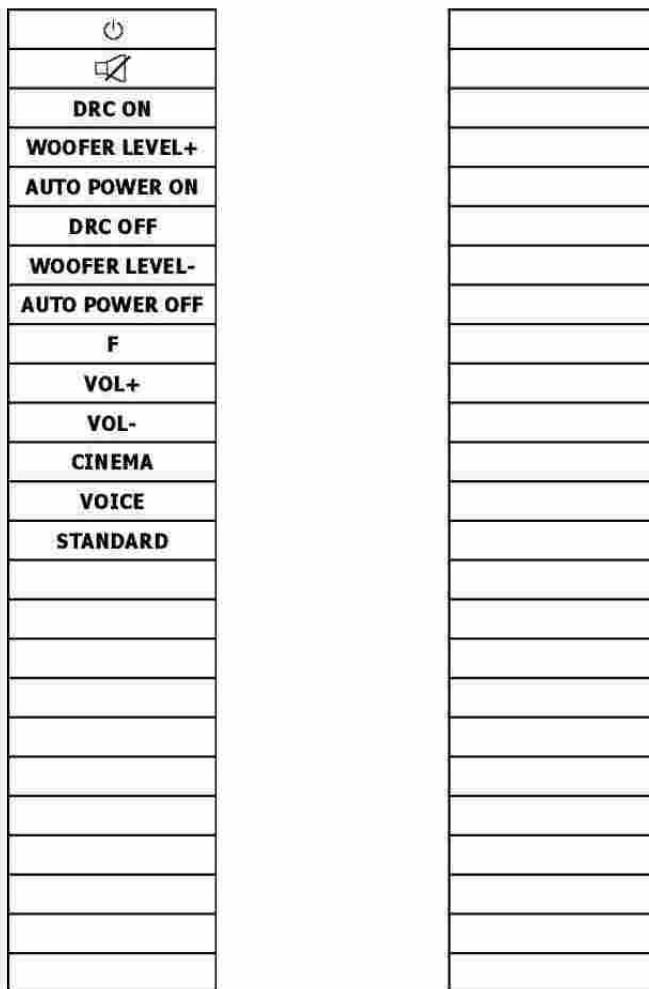 DRC ON
WOOFER LEVEL+
AUTO POWER ON
DRC OFF
WOOFER LEVEL-
AUTO POWER OFF
F
VOL+
VOL-
CINEMA
VOICE
STANDARD